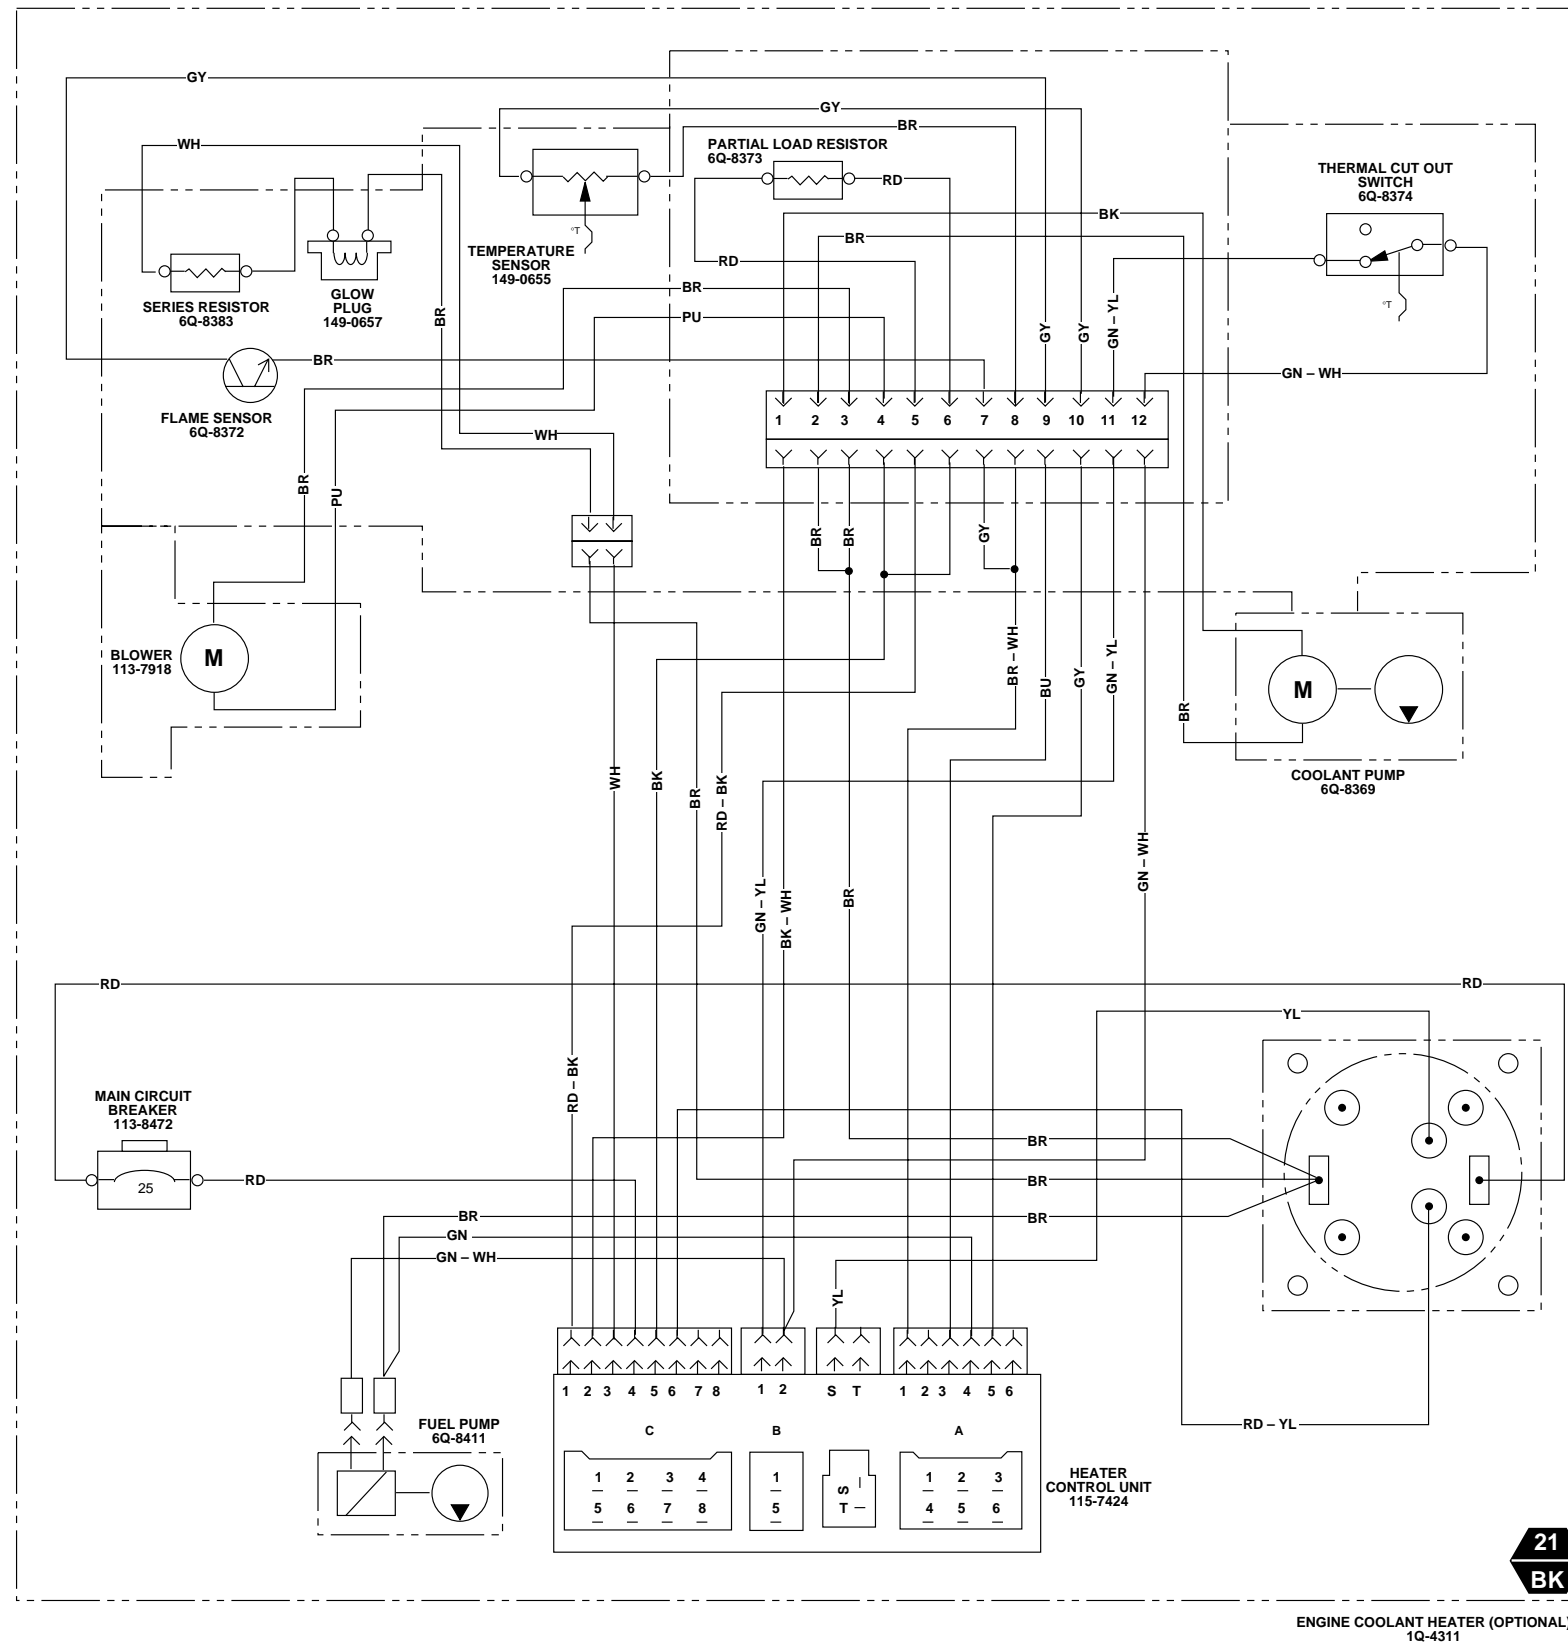 GY
GY
BR
WH
PARTIAL LOAD RESISTOR
6Q-8373
THERMAL CUT OUT
SWITCH
6Q-8374
RD
BK
°T
BR
TEMPERATURE
SENSOR
149-0655
RD
SERIES RESISTOR
6Q-8383
GLOW
PLUG
149-0657
BR
BR
PU
GY
GY
GN – YL
°T
BR
GN – WH
FLAME SENSOR
6Q-8372
1 2 3 4 5 6 7 8 9 10 11 12
WH
BR
PU
BR
BR
GY
BLOWER
113-7918
M
BR – WH
BU
GY
GN – YL
M
BR
COOLANT PUMP
6Q-8369
WH
BK
BR
RD – BK
GN – WH
GN – YL
BK – WH
BR
RD
RD
YL
RD – BK
MAIN CIRCUIT
BREAKER
113-8472
25
RD
BR
BR
BR
BR
GN
GN – WH
YL
1 2 3 4 5 6 7 8
1 2
S T
1 2 3 4 5 6
FUEL PUMP
6Q-8411
C
B
A
RD – YL
1 2 3 4
5 6 7 8
1
5
S
T
1 2 3
4 5 6
HEATER
CONTROL UNIT
115-7424
21
BK
ENGINE COOLANT HEATER (OPTIONAL)
1Q-4311